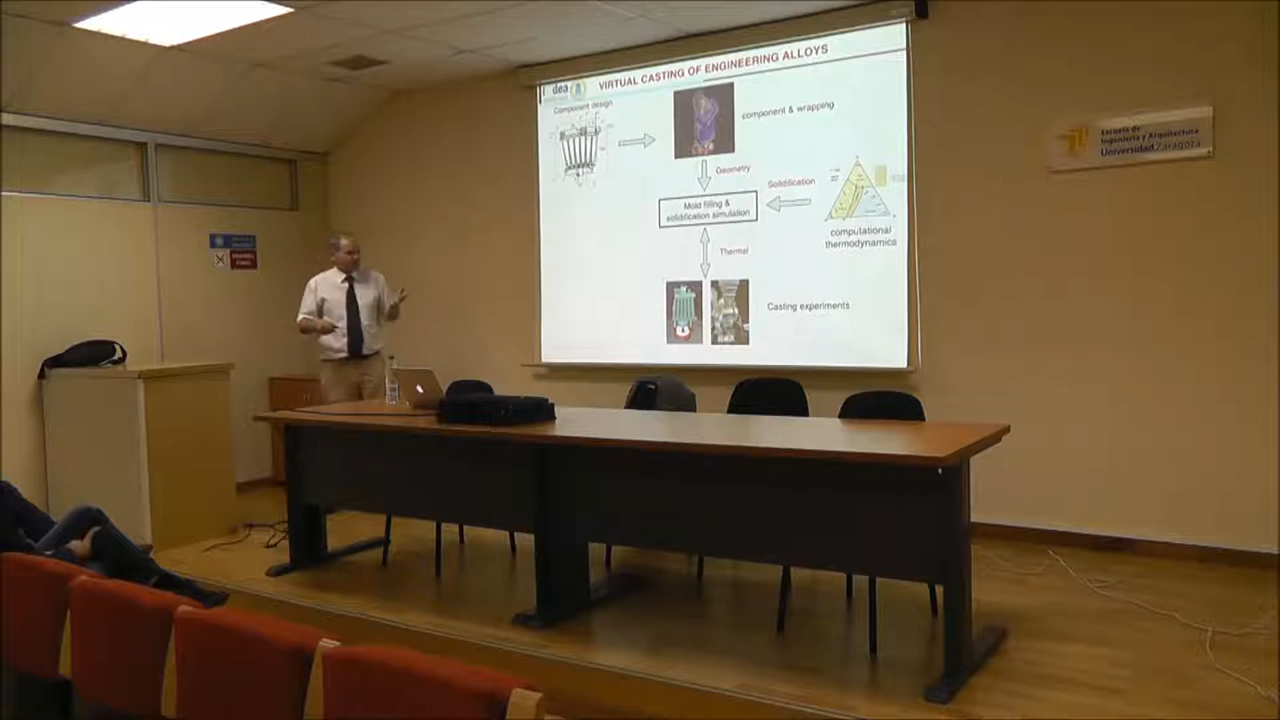 VIRTUAL CASTING OF ENGINEERING ALLOYS
dea
Component design
component & wrapping
Geometry
Solidification
Mold filling &
solidification simulation
computational
thermodynamics
Thermal
Casting experiments
Escuela de
Ingeniería y Arquitectura
Universidad Zaragoza